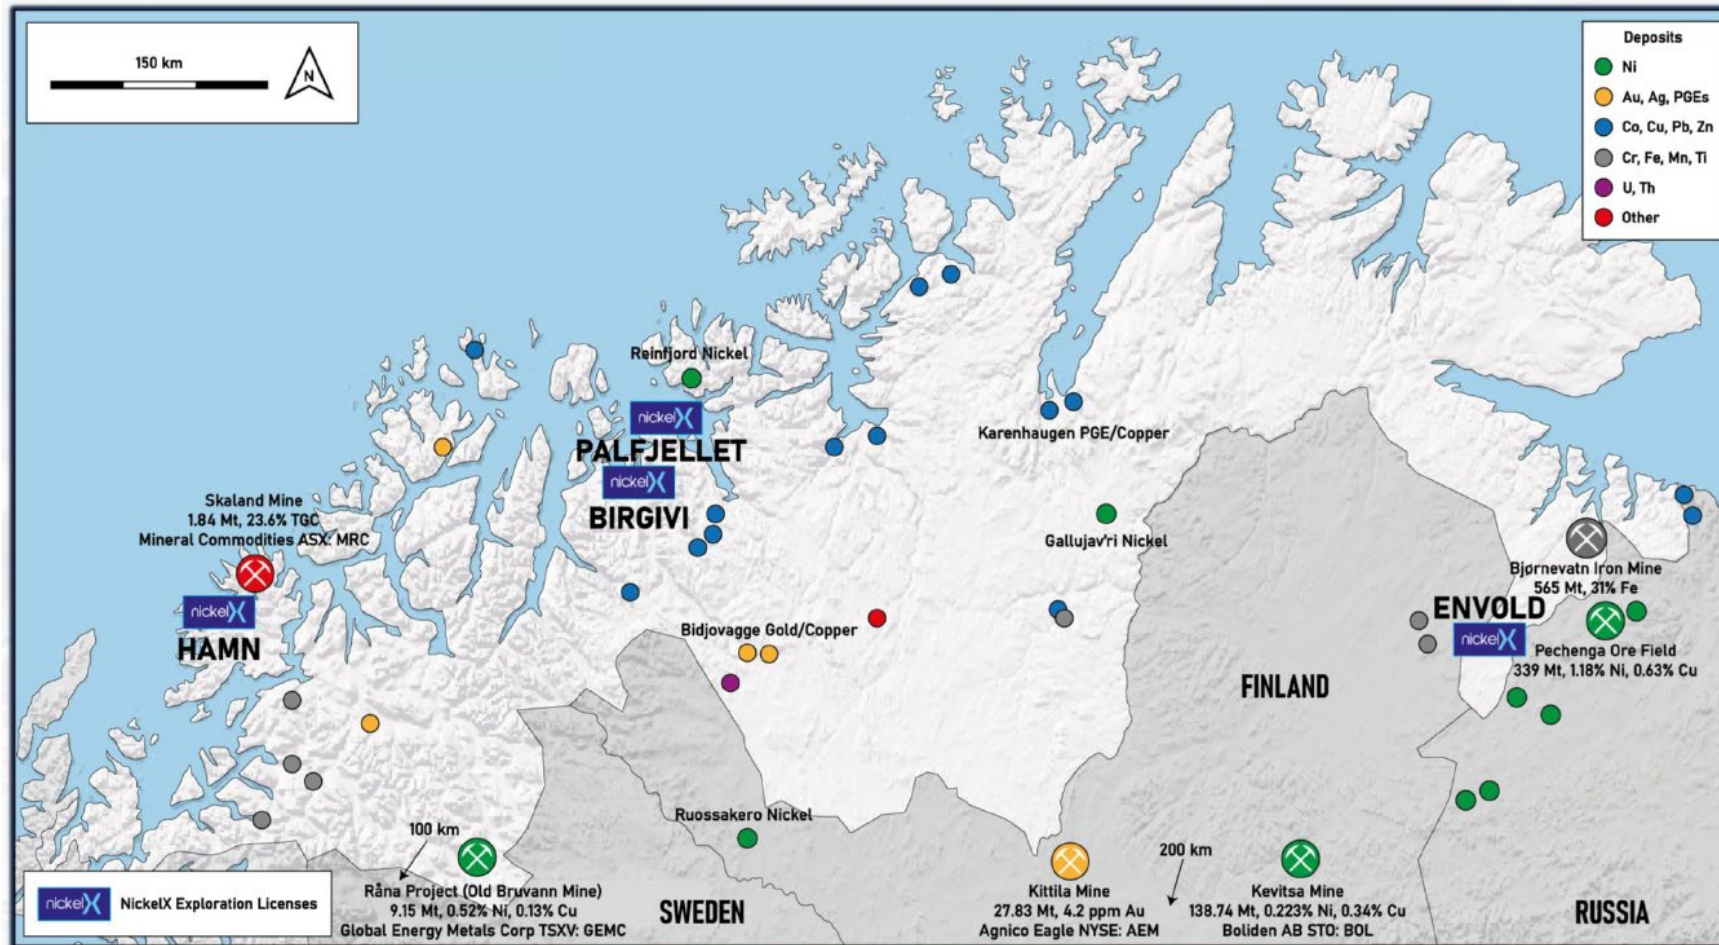 150 km
N
Deposits
Ni
Au, Ag, PGEs
Co, Cu, Pb, Zn
Cr, Fe, Mn, Ti
U, Th
Other
Reinfjord Nickel
nickelX
PALFJELLET
nickelX
BIRGIVI
Karenhaugen PGE/Copper
Skaland Mine
1.84 Mt, 23.6% TGC
Mineral Commodities ASX: MRC
nickelX
HAMN
Gallujav'ri Nickel
Bjørnevatn Iron Mine
565 Mt, 31% Fe
ENVOLD
nickelX
Pechenga Ore Field
339 Mt, 1.18% Ni, 0.63% Cu
Bidjovagge Gold/Copper
FINLAND
Ruossakero Nickel
100 km
Råna Project (Old Bruvann Mine)
9.15 Mt, 0.52% Ni, 0.13% Cu
Global Energy Metals Corp TSXV: GEMC
SWEDEN
Kittila Mine
27.83 Mt, 4.2 ppm Au
Agnico Eagle NYSE: AEM
200 km
Kevitsa Mine
138.74 Mt, 0.223% Ni, 0.34% Cu
Boliden AB STO: BOL
RUSSIA
nickelX NickelX Exploration Licenses